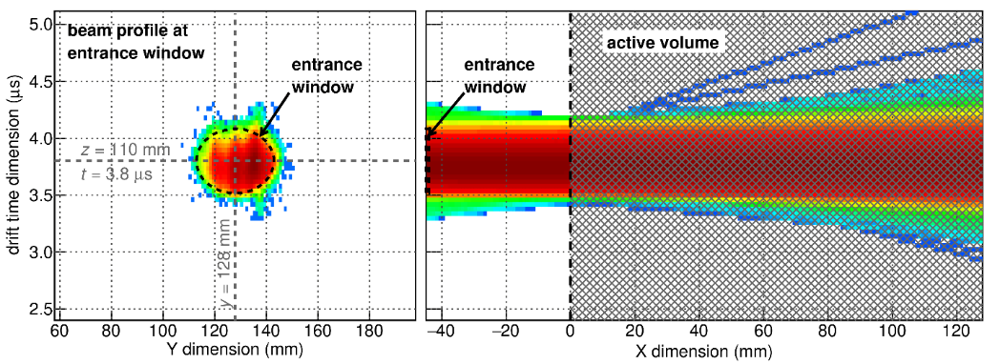 beam profile at
entrance window
entrance
window
z = 110 mm
t = 3.8 μs
y = 128 mm
5.0
4.5
4.0
3.5
3.0
2.5
drift time dimension (μs)
60 80 100 120 140 160 180
Y dimension (mm)
entrance
window
active volume
−40 −20 0 20 40 60 80 100 120
X dimension (mm)